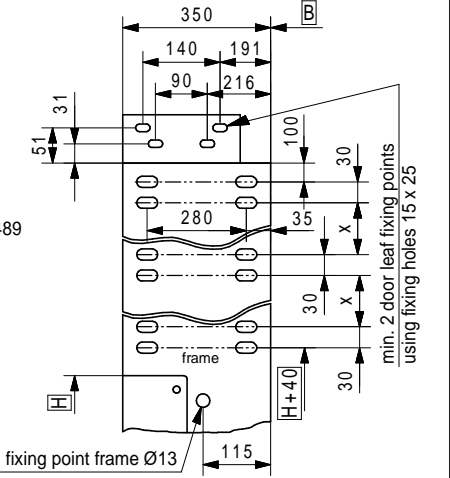 350
B
140
191
90
216
31
51
100
30
489
280
35
x
30
x
min. 2 door leaf fixing points
using fixing holes 15 x 25
frame
H
H+40
30
fixing point frame Ø13
115